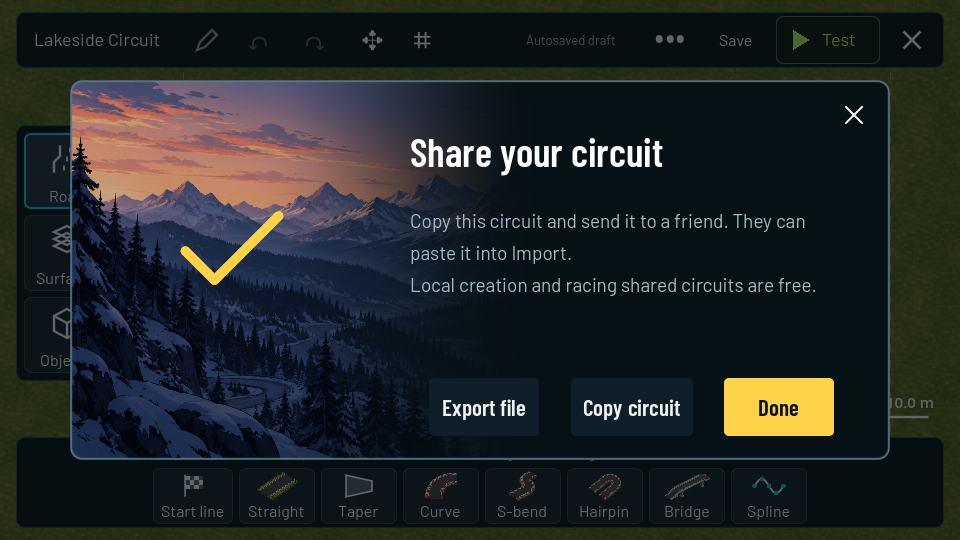 Lakeside Circuit
Autosaved draft
Save
Test
Share your circuit
Copy this circuit and send it to a friend. They can
paste it into Import.
Local creation and racing shared circuits are free.
Export file
Copy circuit
Done
10.0 m
Start line
Straight
Taper
Curve
S-bend
Hairpin
Bridge
Spline